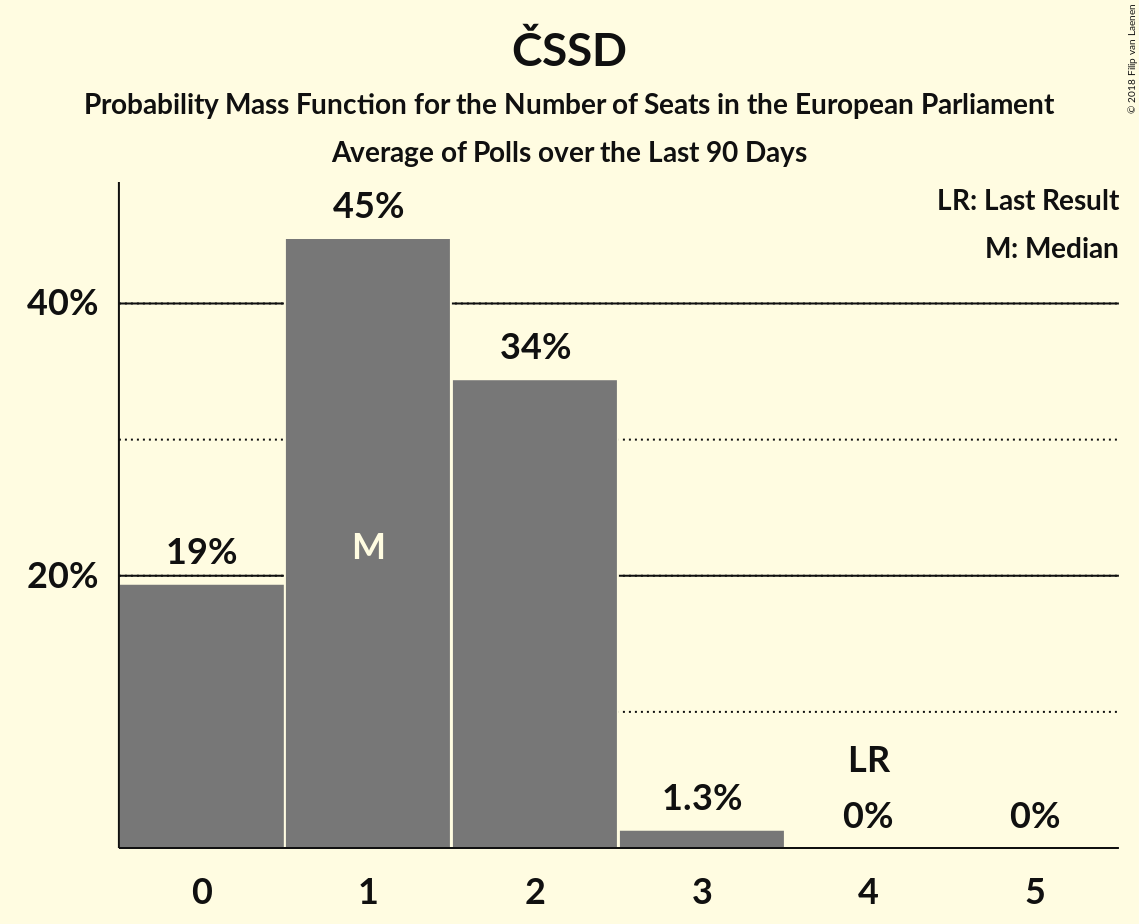 ČSSD
Probability Mass Function for the Number of Seats in the European Parliament
Average of Polls over the Last 90 Days
© 2018 Filip van Laenen
LR: Last Result
M: Median
45%
40%
34%
19%
M
20%
LR
1.3%
0%
0%
0
1
2
3
4
5